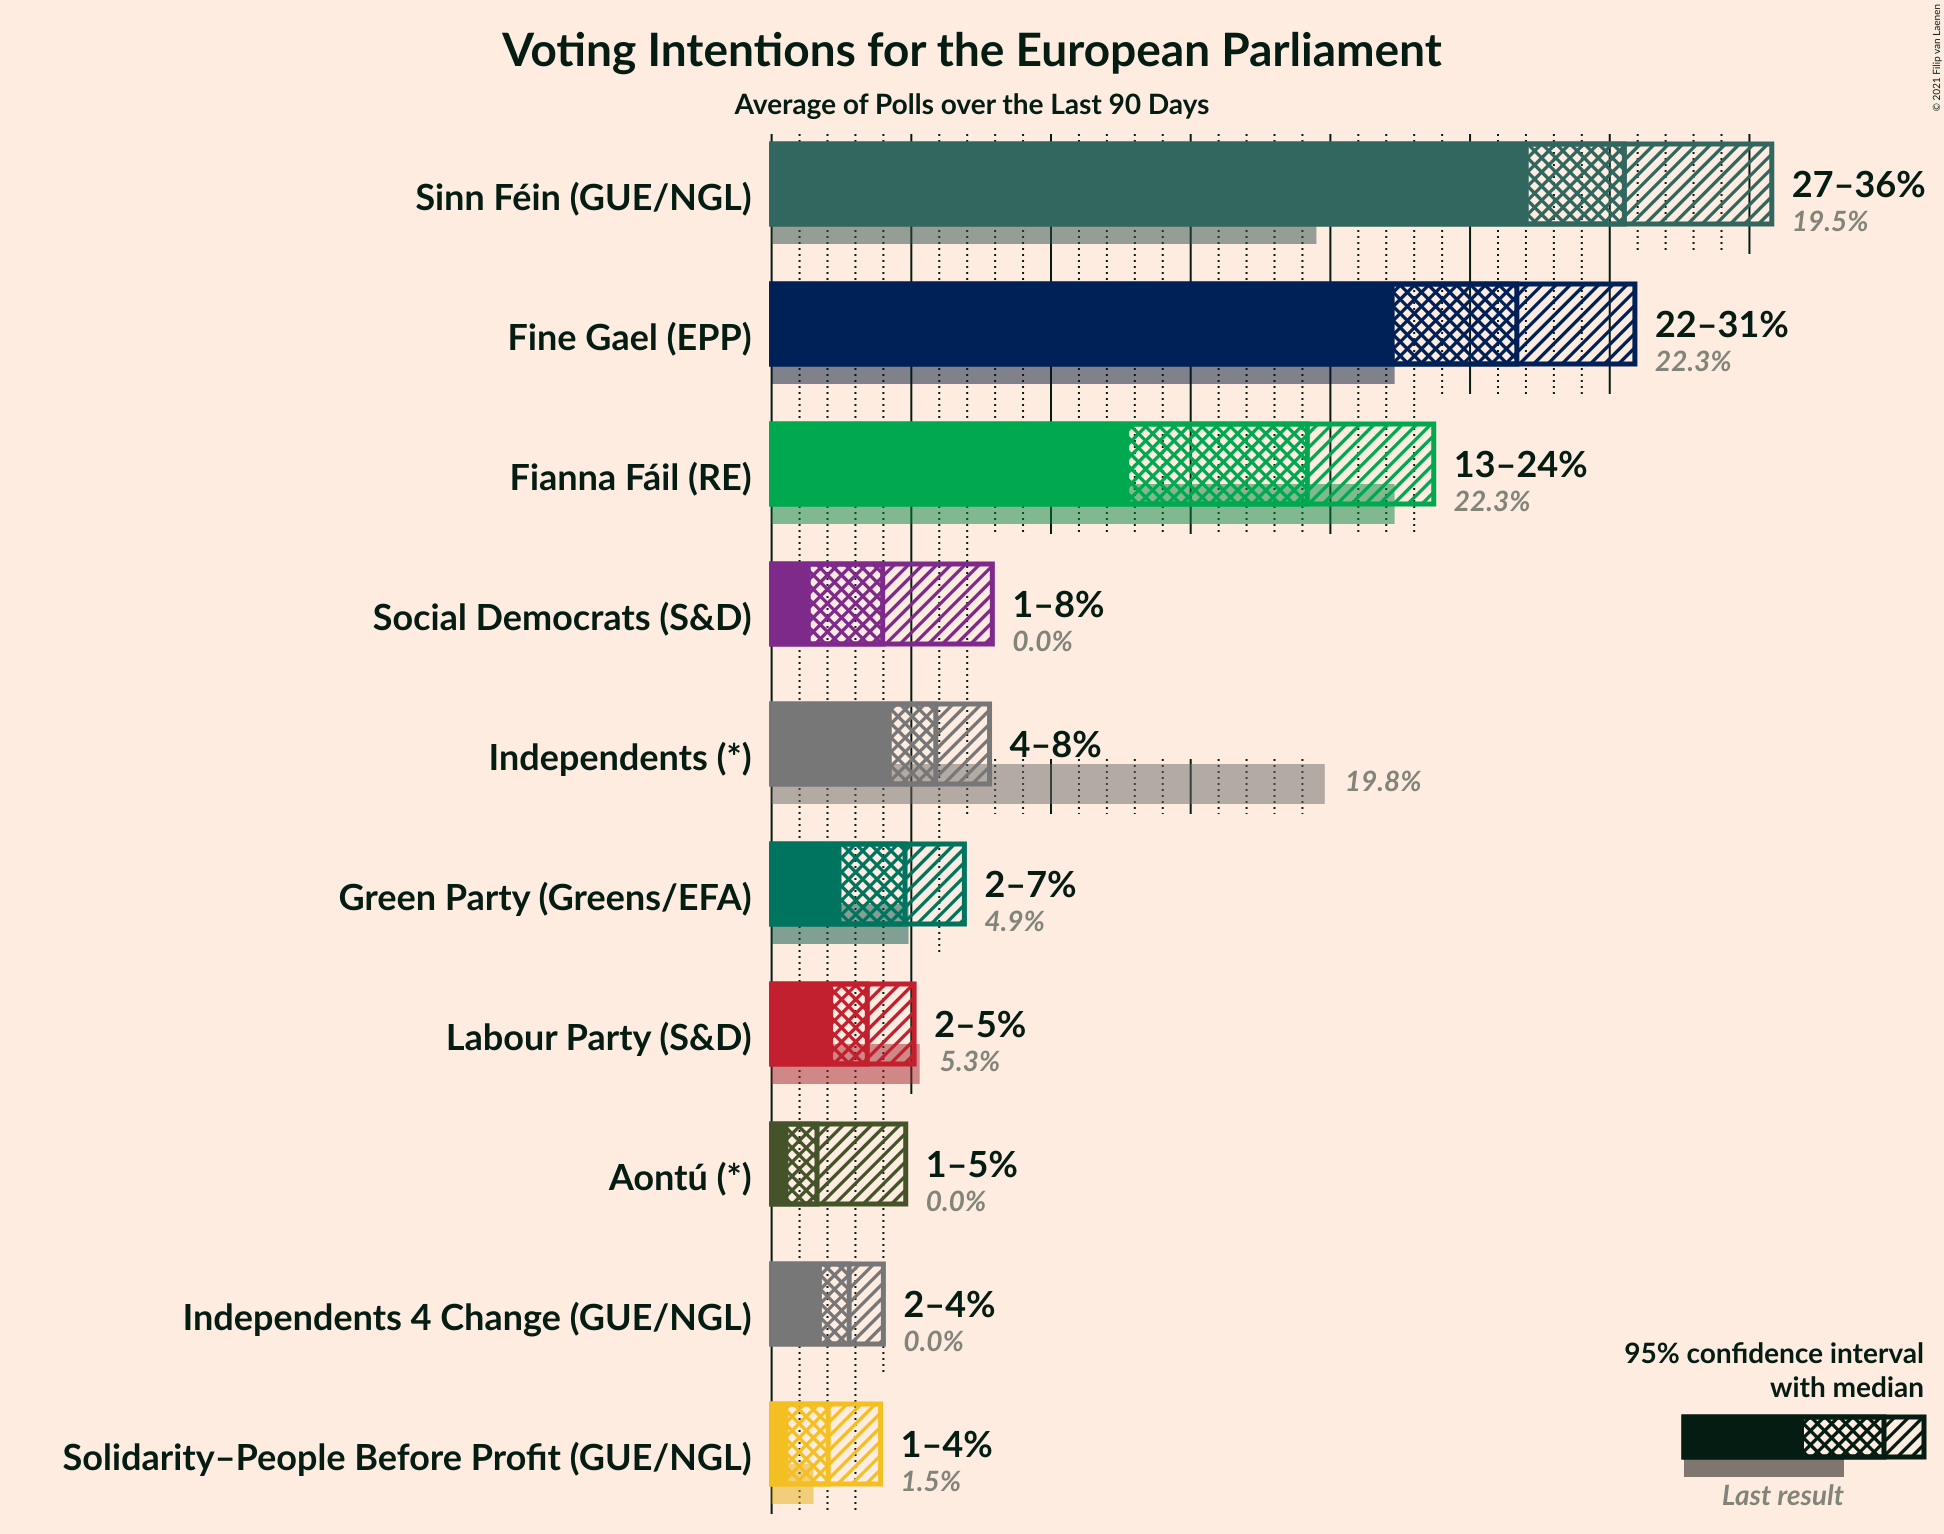 Voting Intentions for the European Parliament
Average of Polls over the Last 90 Days
© 2021 Filip van Laenen
Sinn Féin (GUE/NGL)
27–36%
19.5%
Fine Gael (EPP)
22–31%
22.3%
Fianna Fáil (RE)
13–24%
22.3%
Social Democrats (S&D)
1–8%
0.0%
Independents (*)
4–8%
19.8%
Green Party (Greens/EFA)
2–7%
4.9%
Labour Party (S&D)
2–5%
5.3%
Aontú (*)
1–5%
0.0%
Independents 4 Change (GUE/NGL)
2–4%
0.0%
Solidarity–People Before Profit (GUE/NGL)
1–4%
1.5%
95% confidence interval
with median
Last result